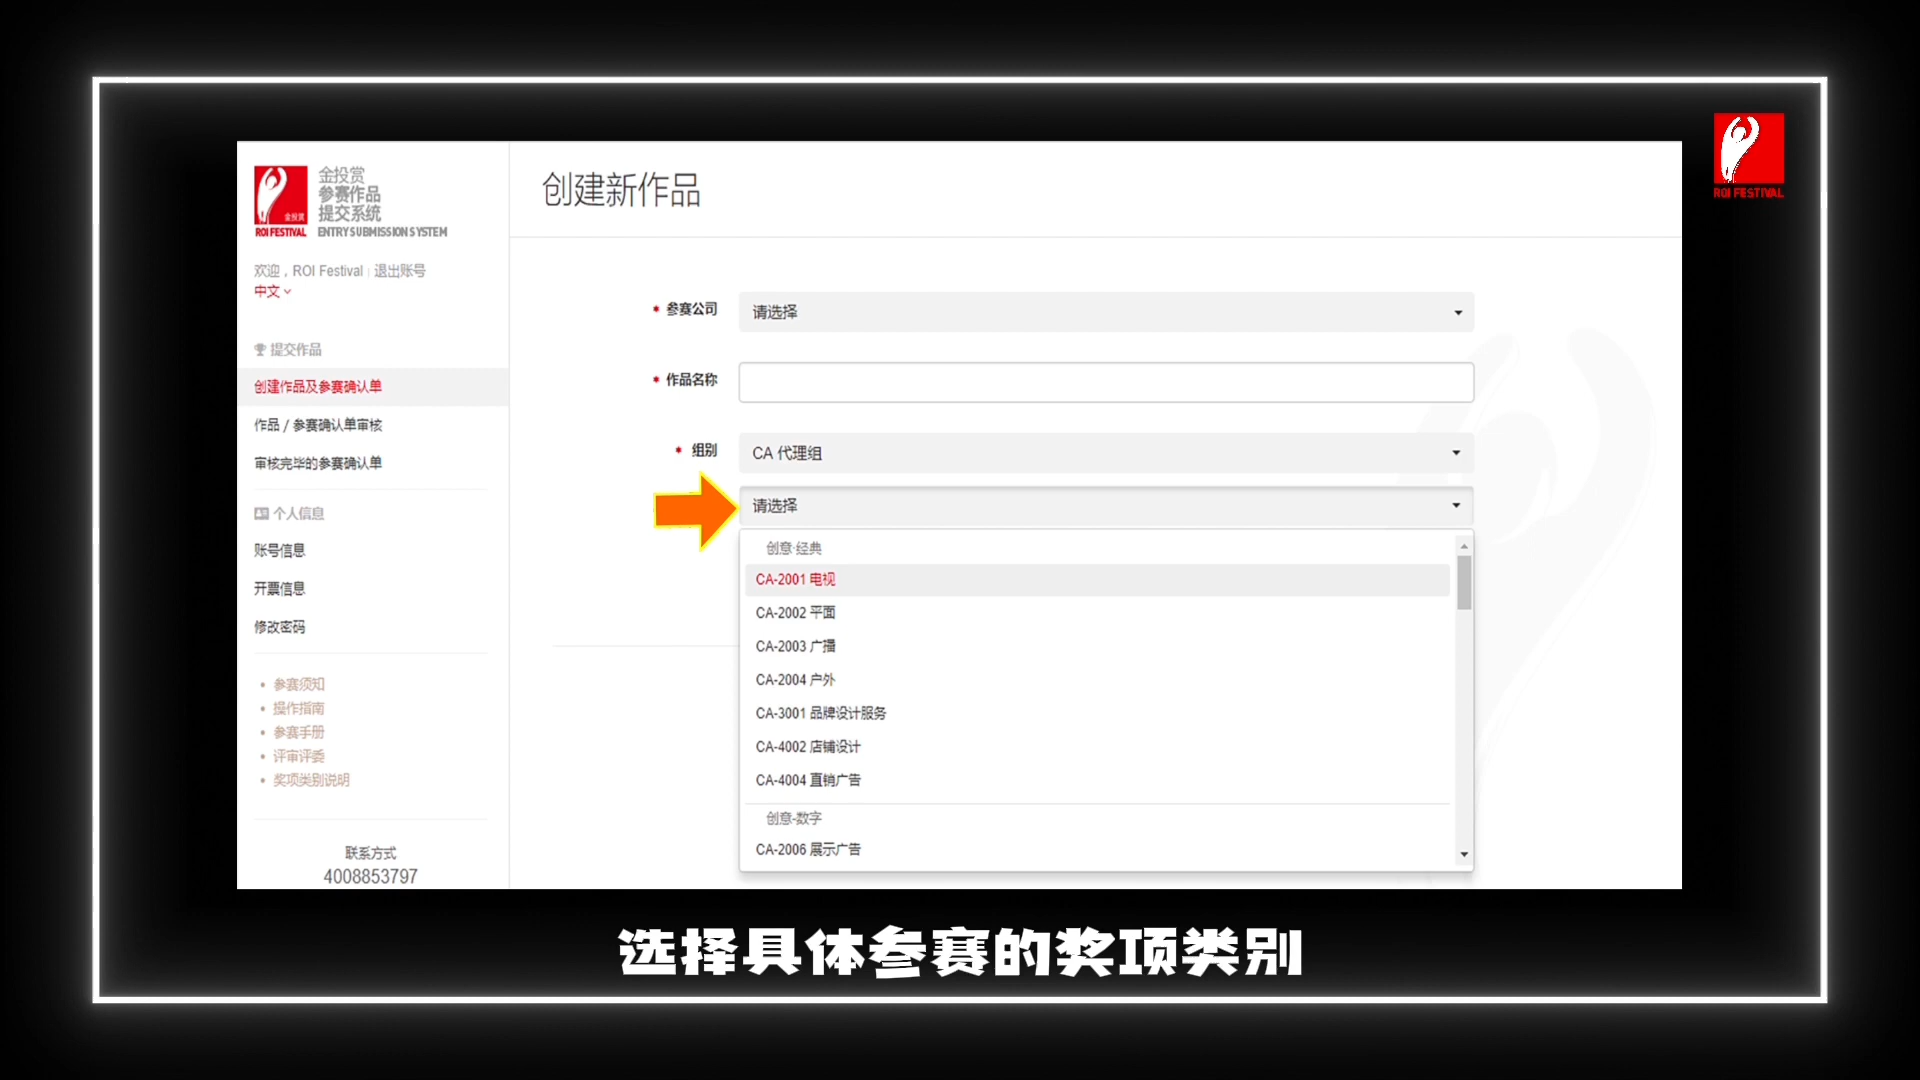 金投赏
参赛作品
提交系统
ENTRY SUBMISSION SYSTEM
金投赏
ROI FESTIVAL
欢迎，ROI Festival | 退出账号
中文
提交作品
创建作品及参赛确认单
作品 / 参赛确认单审核
审核完毕的参赛确认单
个人信息
账号信息
开票信息
修改密码
• 参赛须知
• 操作指南
• 参赛手册
• 评审评委
• 奖项类别说明
联系方式
4008853797
创建新作品
* 参赛公司
请选择
* 作品名称
* 组别
CA 代理组
请选择
创意-经典
CA-2001 电视
CA-2002 平面
CA-2003 广播
CA-2004 户外
CA-3001 品牌设计服务
CA-4002 店铺设计
CA-4004 直销广告
创意-数字
CA-2006 展示广告
ROI FESTIVAL
选择具体参赛的奖项类别